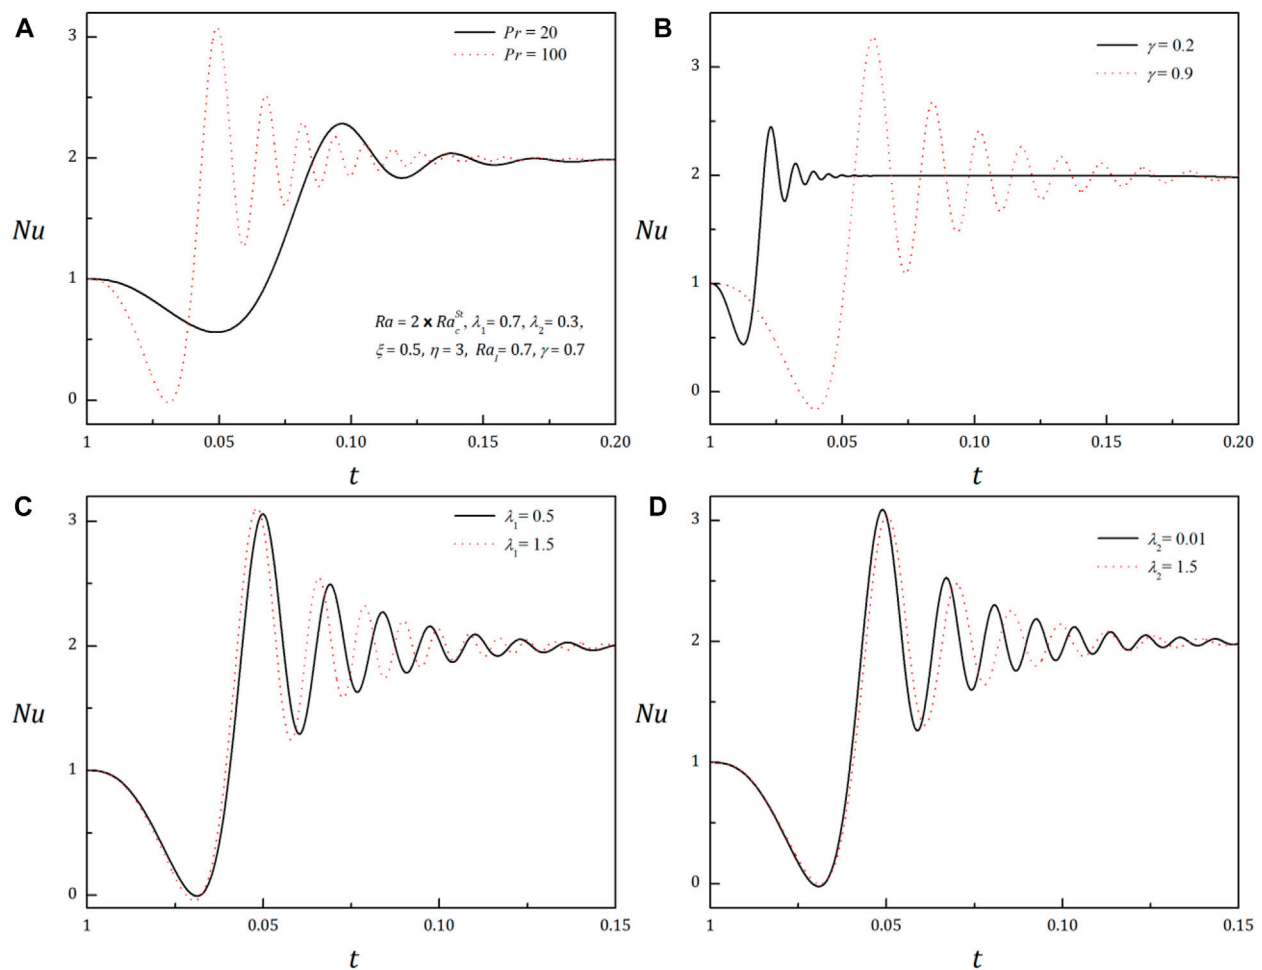 A
3
2
1
0
Nu
Pr = 20
Pr = 100
Ra = 2 x Ra_c^St, λ₁ = 0.7, λ₂ = 0.3,
ξ = 0.5, η = 3, Ra_I = 0.7, γ = 0.7
1 0.05 0.10 0.15 0.20
t
B
3
2
1
0
Nu
γ = 0.2
γ = 0.9
1 0.05 0.10 0.15 0.20
t
C
3
2
1
0
Nu
λ₁ = 0.5
λ₁ = 1.5
1 0.05 0.10 0.15
t
D
3
2
1
0
Nu
λ₂ = 0.01
λ₂ = 1.5
1 0.05 0.10 0.15
t